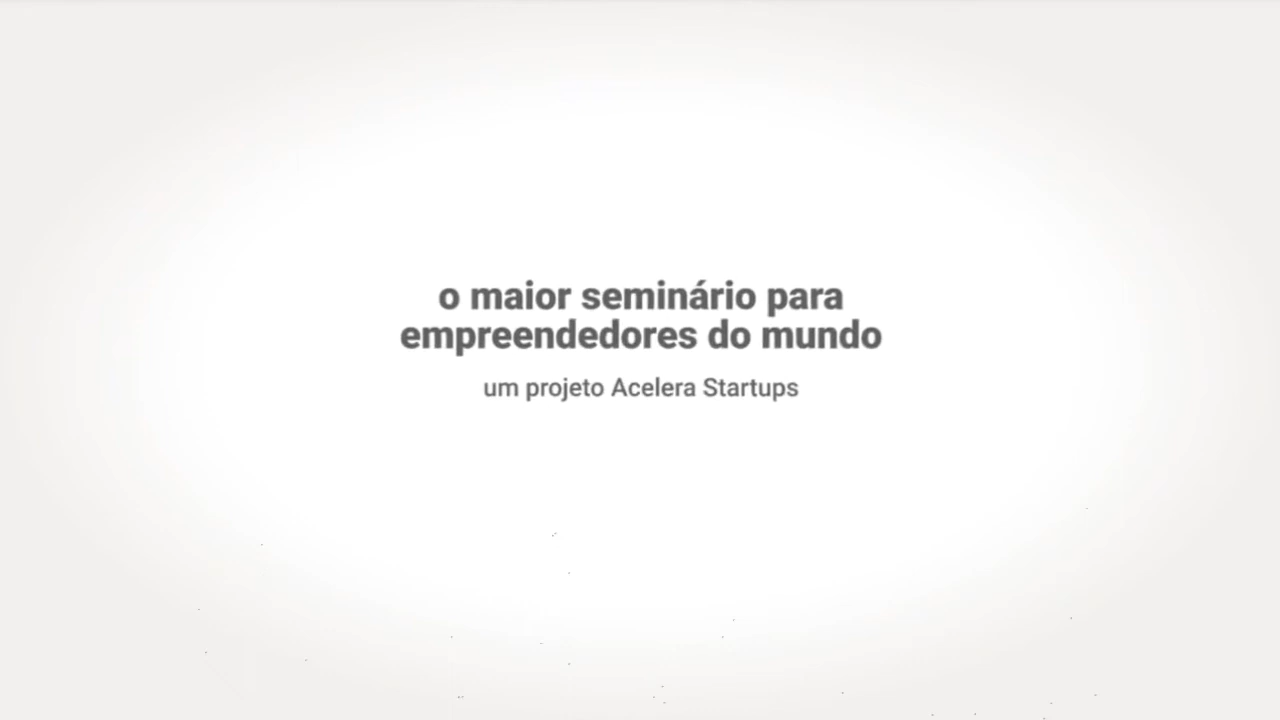 o maior seminário para
empreendedores do mundo
um projeto Acelera Startups